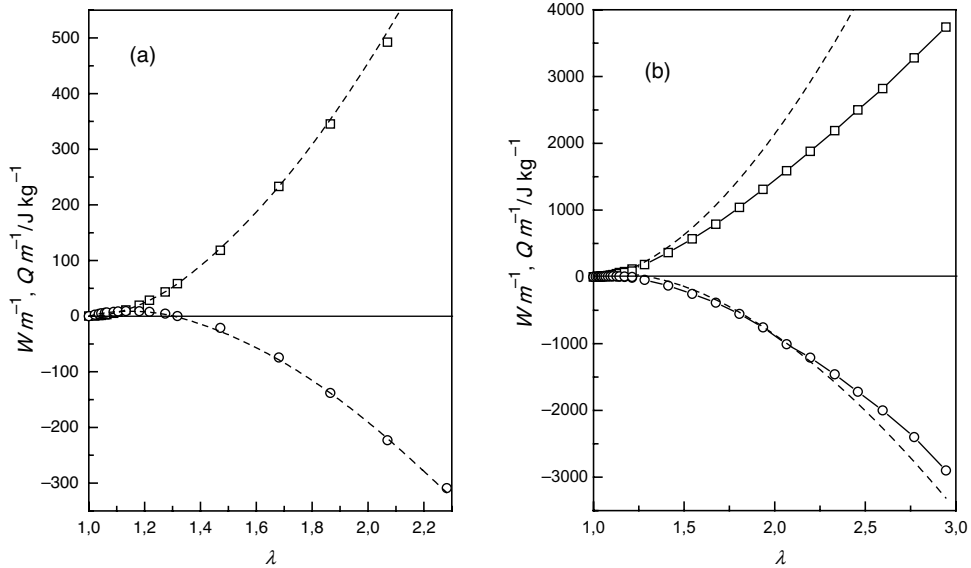 (a)
W m⁻¹, Q m⁻¹/J kg⁻¹
500
400
300
200
100
0
−100
−200
−300
1,0 1,2 1,4 1,6 1,8 2,0 2,2
λ
(b)
W m⁻¹, Q m⁻¹/J kg⁻¹
4000
3000
2000
1000
0
−1000
−2000
−3000
1,0 1,5 2,0 2,5 3,0
λ